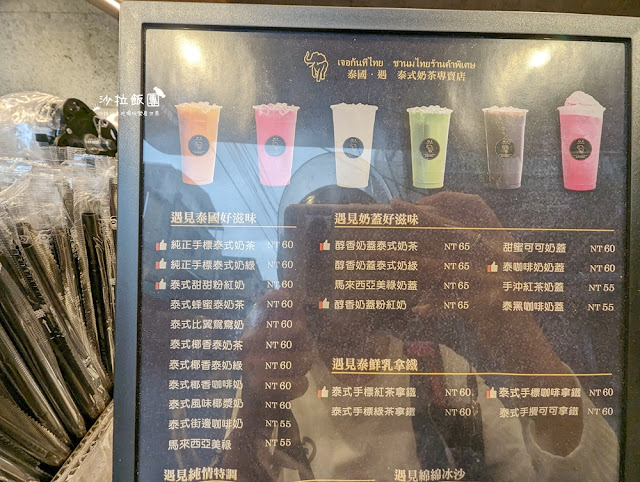 เจอกันที่ไทย ชานมไทยร้านค้าพิเศษ
泰國．遇 泰式奶茶專賣店
沙拉飯團
遇見泰國好滋味
純正手標泰式奶茶 NT 60
純正手標泰式奶綠 NT 60
泰式甜甜粉紅奶 NT 60
泰式蜂蜜泰奶茶 NT 60
泰式比翼鴛鴦奶 NT 60
泰式椰香泰奶茶 NT 60
泰式椰香泰奶綠 NT 60
泰式椰香咖啡奶 NT 60
泰式風味椰漿奶 NT 60
泰式街邊咖啡奶 NT 55
馬來西亞美祿 NT 55
遇見純情特調
遇見奶蓋好滋味
醇香奶蓋泰式奶茶 NT 65
醇香奶蓋泰式奶綠 NT 65
馬來西亞美祿奶蓋 NT 65
醇香奶蓋粉紅奶 NT 65
甜蜜可可奶蓋 NT 60
泰咖啡奶奶蓋 NT 60
手沖紅茶奶蓋 NT 55
泰黑咖啡奶蓋 NT 55
遇見泰鮮乳拿鐵
泰式手標紅茶拿鐵 NT 60
泰式手標綠茶拿鐵 NT 60
泰式手標咖啡拿鐵 NT 60
泰式手標可可拿鐵 NT 60
遇見綿綿冰沙